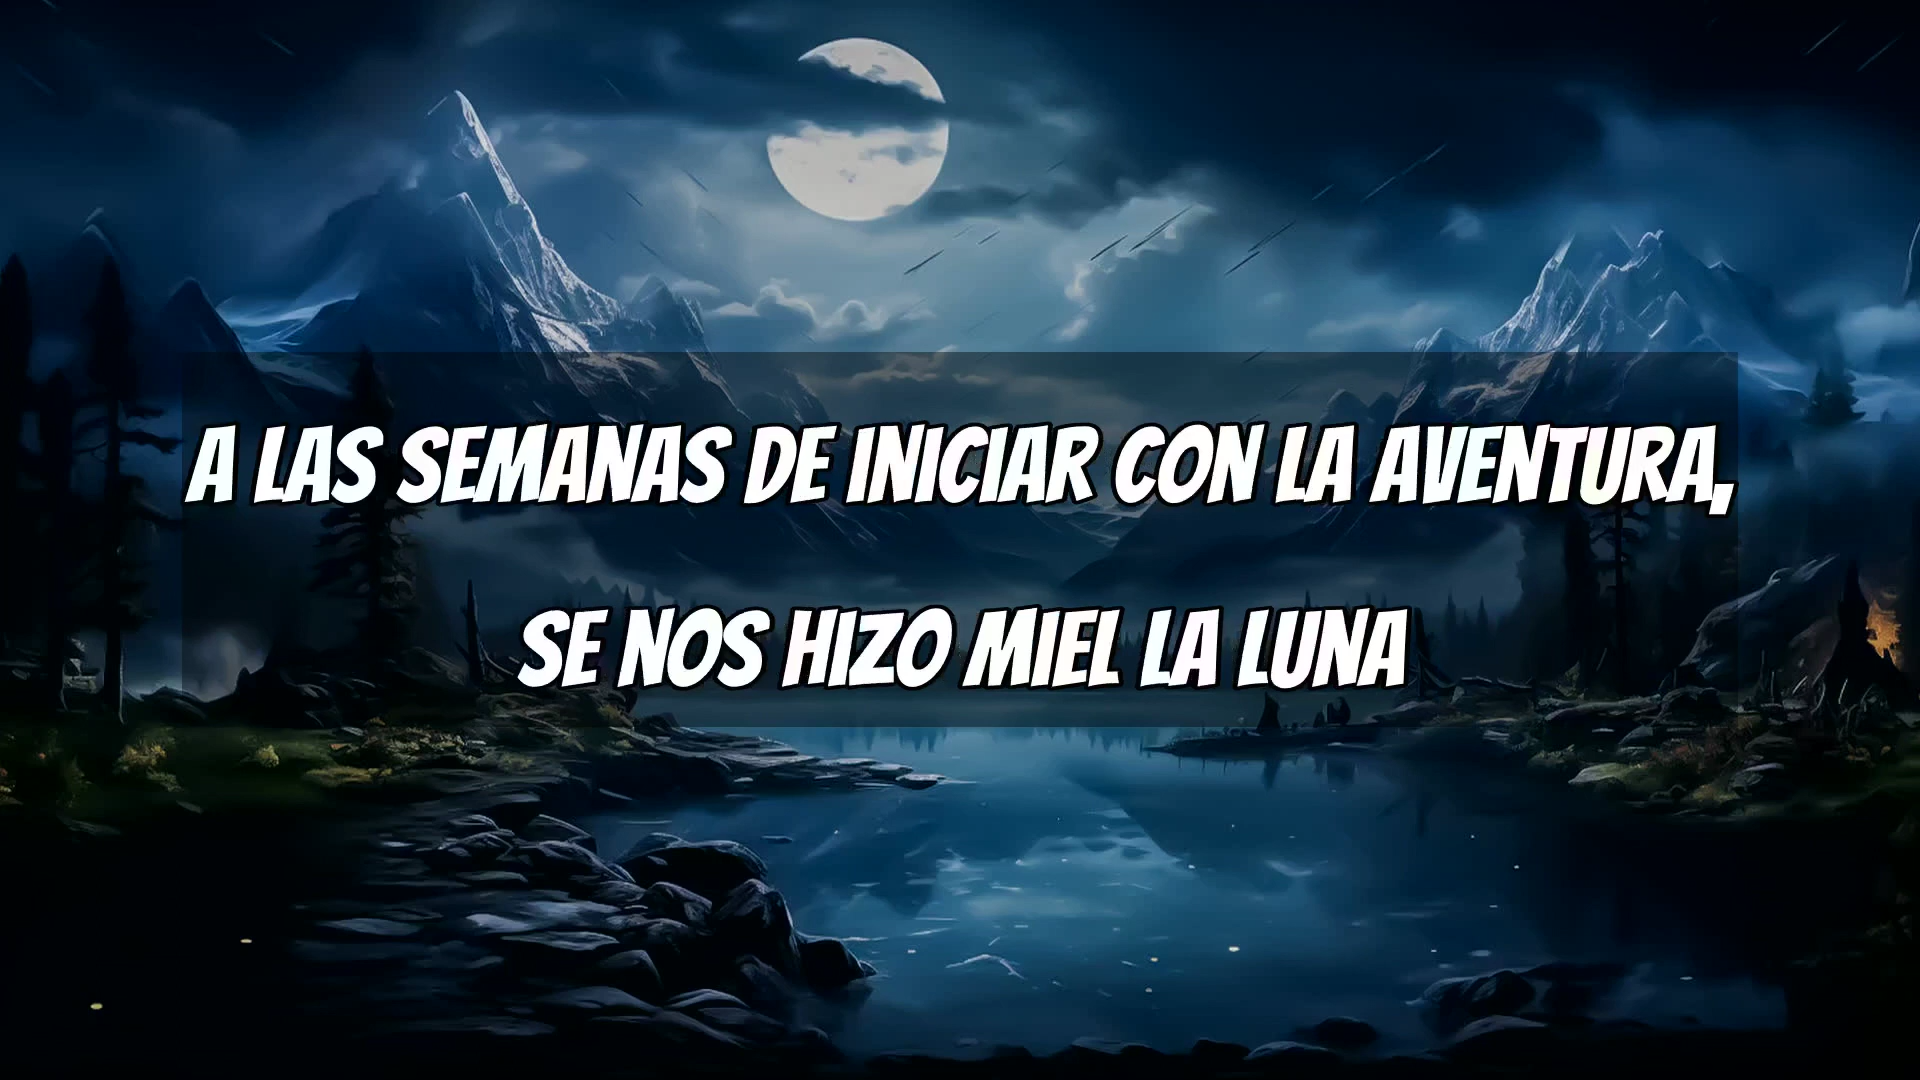 A LAS SEMANAS DE INICIAR CON LA AVENTURA,
SE NOS HIZO MIEL LA LUNA